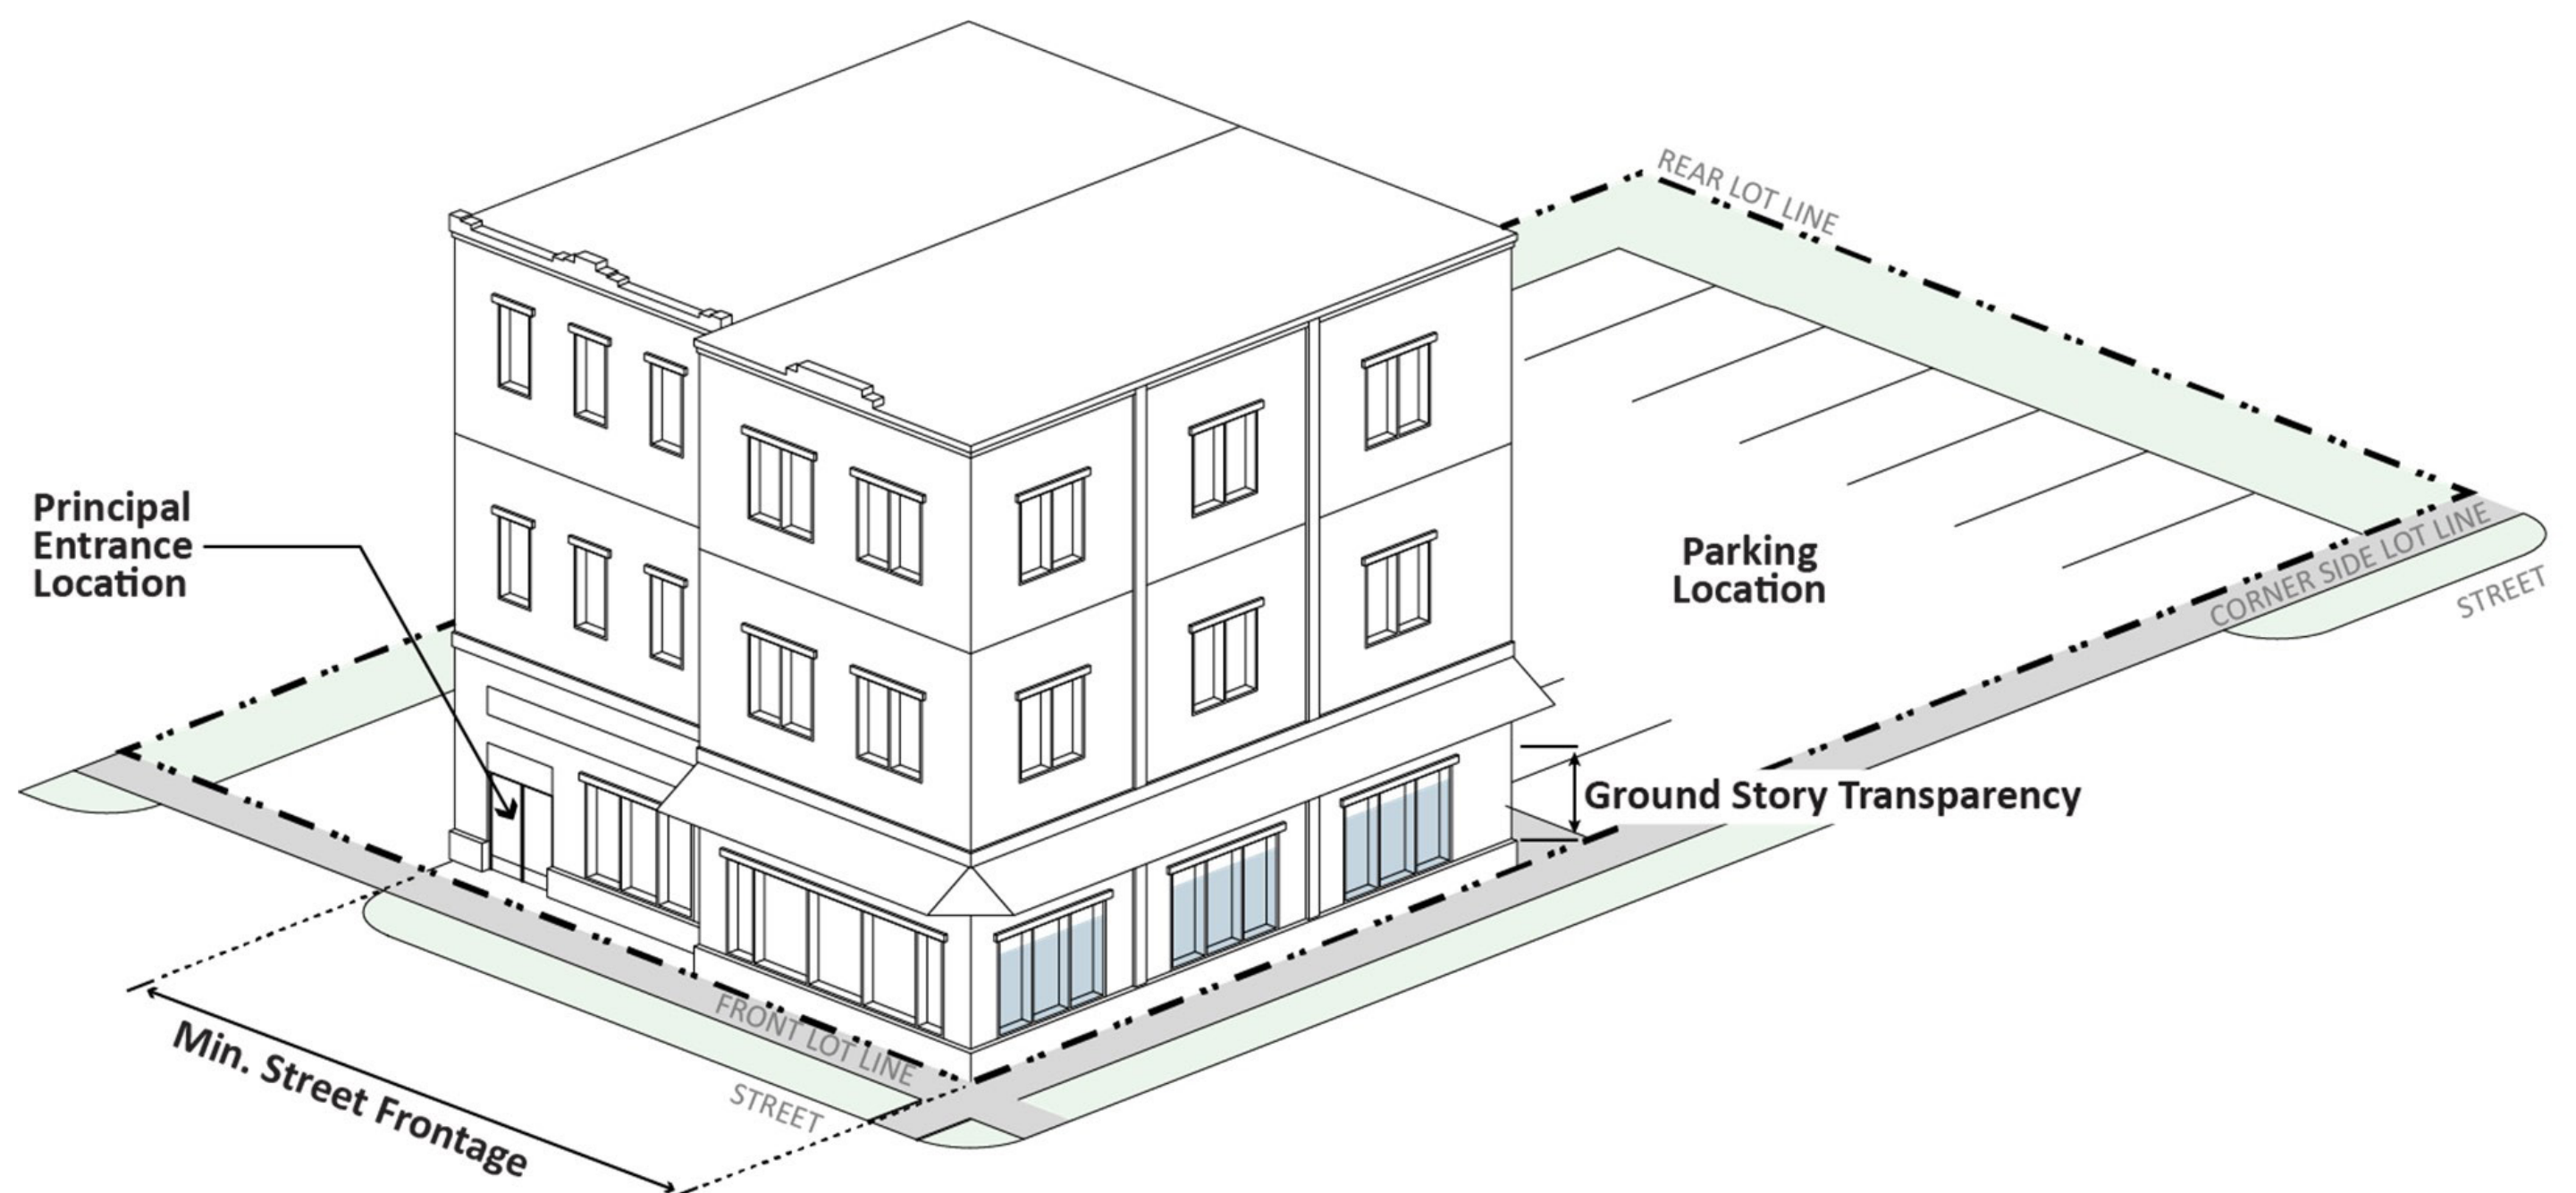 REAR LOT LINE
Principal
Entrance
Location
Parking
Location
CORNER SIDE LOT LINE
STREET
Ground Story Transparency
FRONT LOT LINE
STREET
Min. Street Frontage